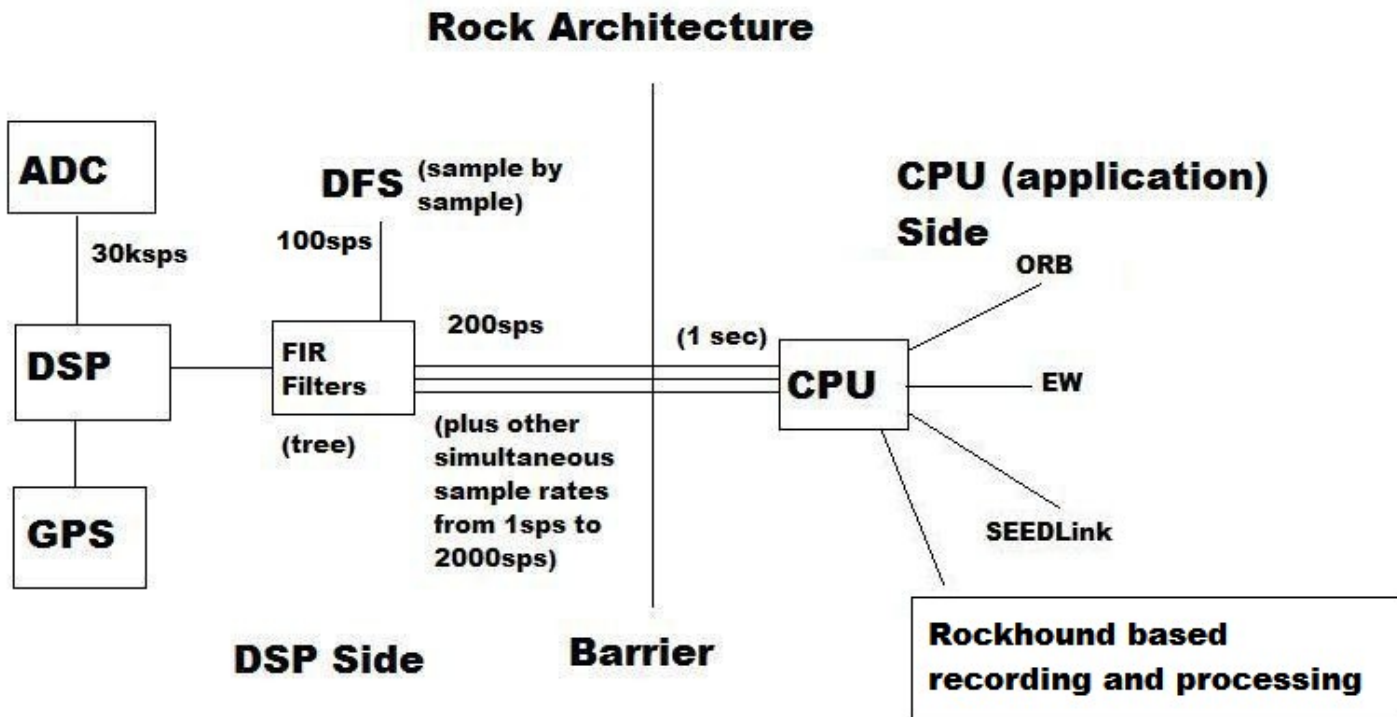 Rock Architecture
ADC
30ksps
DSP
GPS
DFS (sample by
sample)
100sps
FIR
Filters
(tree)
200sps
(plus other
simultaneous
sample rates
from 1sps to
2000sps)
DSP Side
Barrier
(1 sec)
CPU (application)
Side
CPU
ORB
EW
SEEDLink
Rockhound based
recording and processing